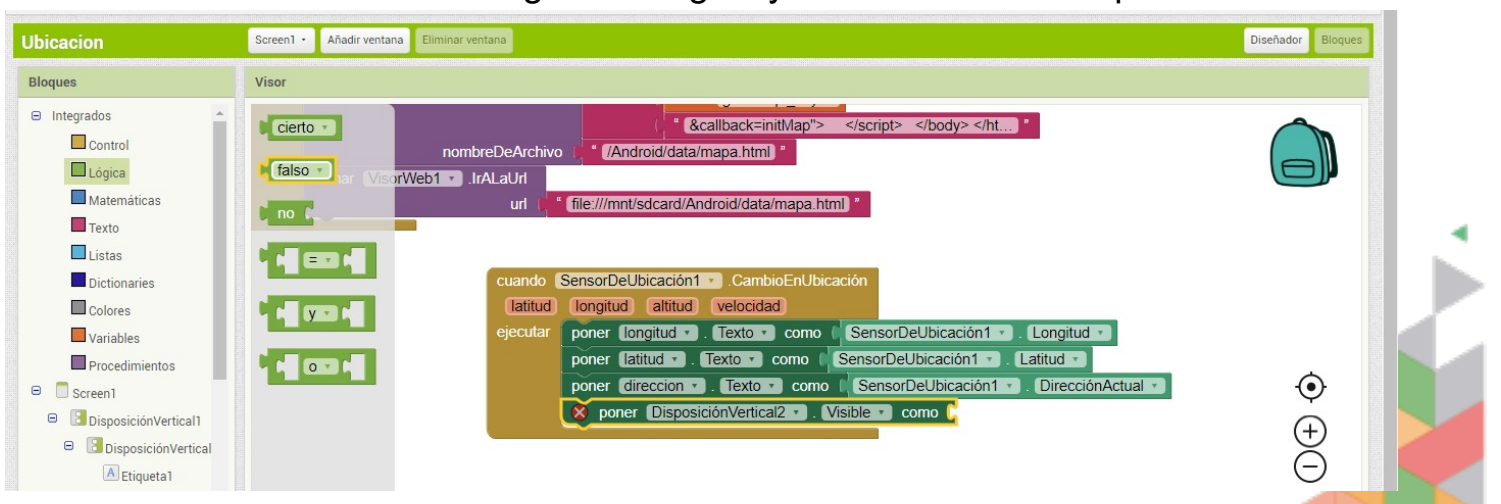 Ubicacion Screen1 Añadir ventana Eliminar ventana Diseñador Bloques
Bloques Visor
Integrados
Control
Lógica
Matemáticas
Texto
Listas
Dictionaries
Colores
Variables
Procedimientos
Screen1
DisposiciónVertical1
DisposiciónVertical
Etiqueta1
cierto
falso
no
=
y
o
" &callback=initMap"> </script> </body> </ht... "
nombreDeArchivo " /Android/data/mapa.html "
VisorWeb1 .IrALaUrl
url " file:///mnt/sdcard/Android/data/mapa.html "
cuando SensorDeUbicación1 .CambioEnUbicación
latitud longitud altitud velocidad
ejecutar poner longitud . Texto como SensorDeUbicación1 . Longitud
poner latitud . Texto como SensorDeUbicación1 . Latitud
poner direccion . Texto como SensorDeUbicación1 . DirecciónActual
poner DisposiciónVertical2 . Visible como